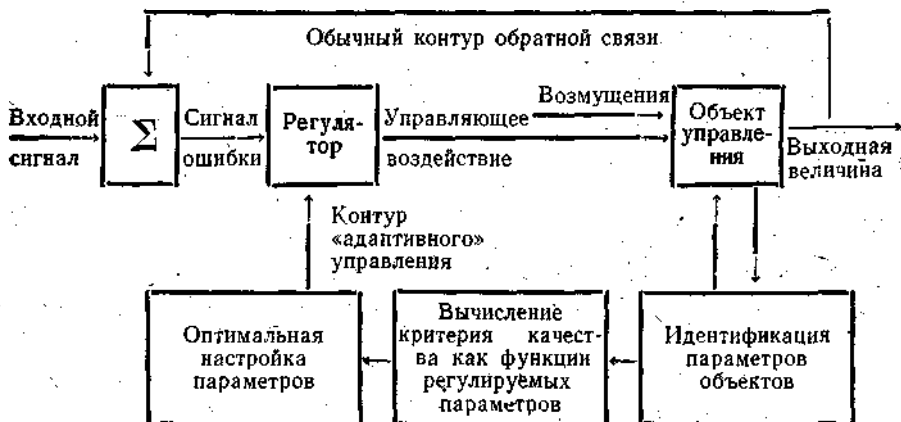 Обычный контур обратной связи
Входной
сигнал
Σ
Сигнал
ошибки
Регуля-
тор
Управляющее
воздействие
Возмущения
Объект
управле-
ния
Выходная
величина
Контур
«адаптивного»
управления
Оптимальная
настройка
параметров
Вычисление
критерия качест-
ва как функции
регулируемых
параметров
Идентификация
параметров
объектов